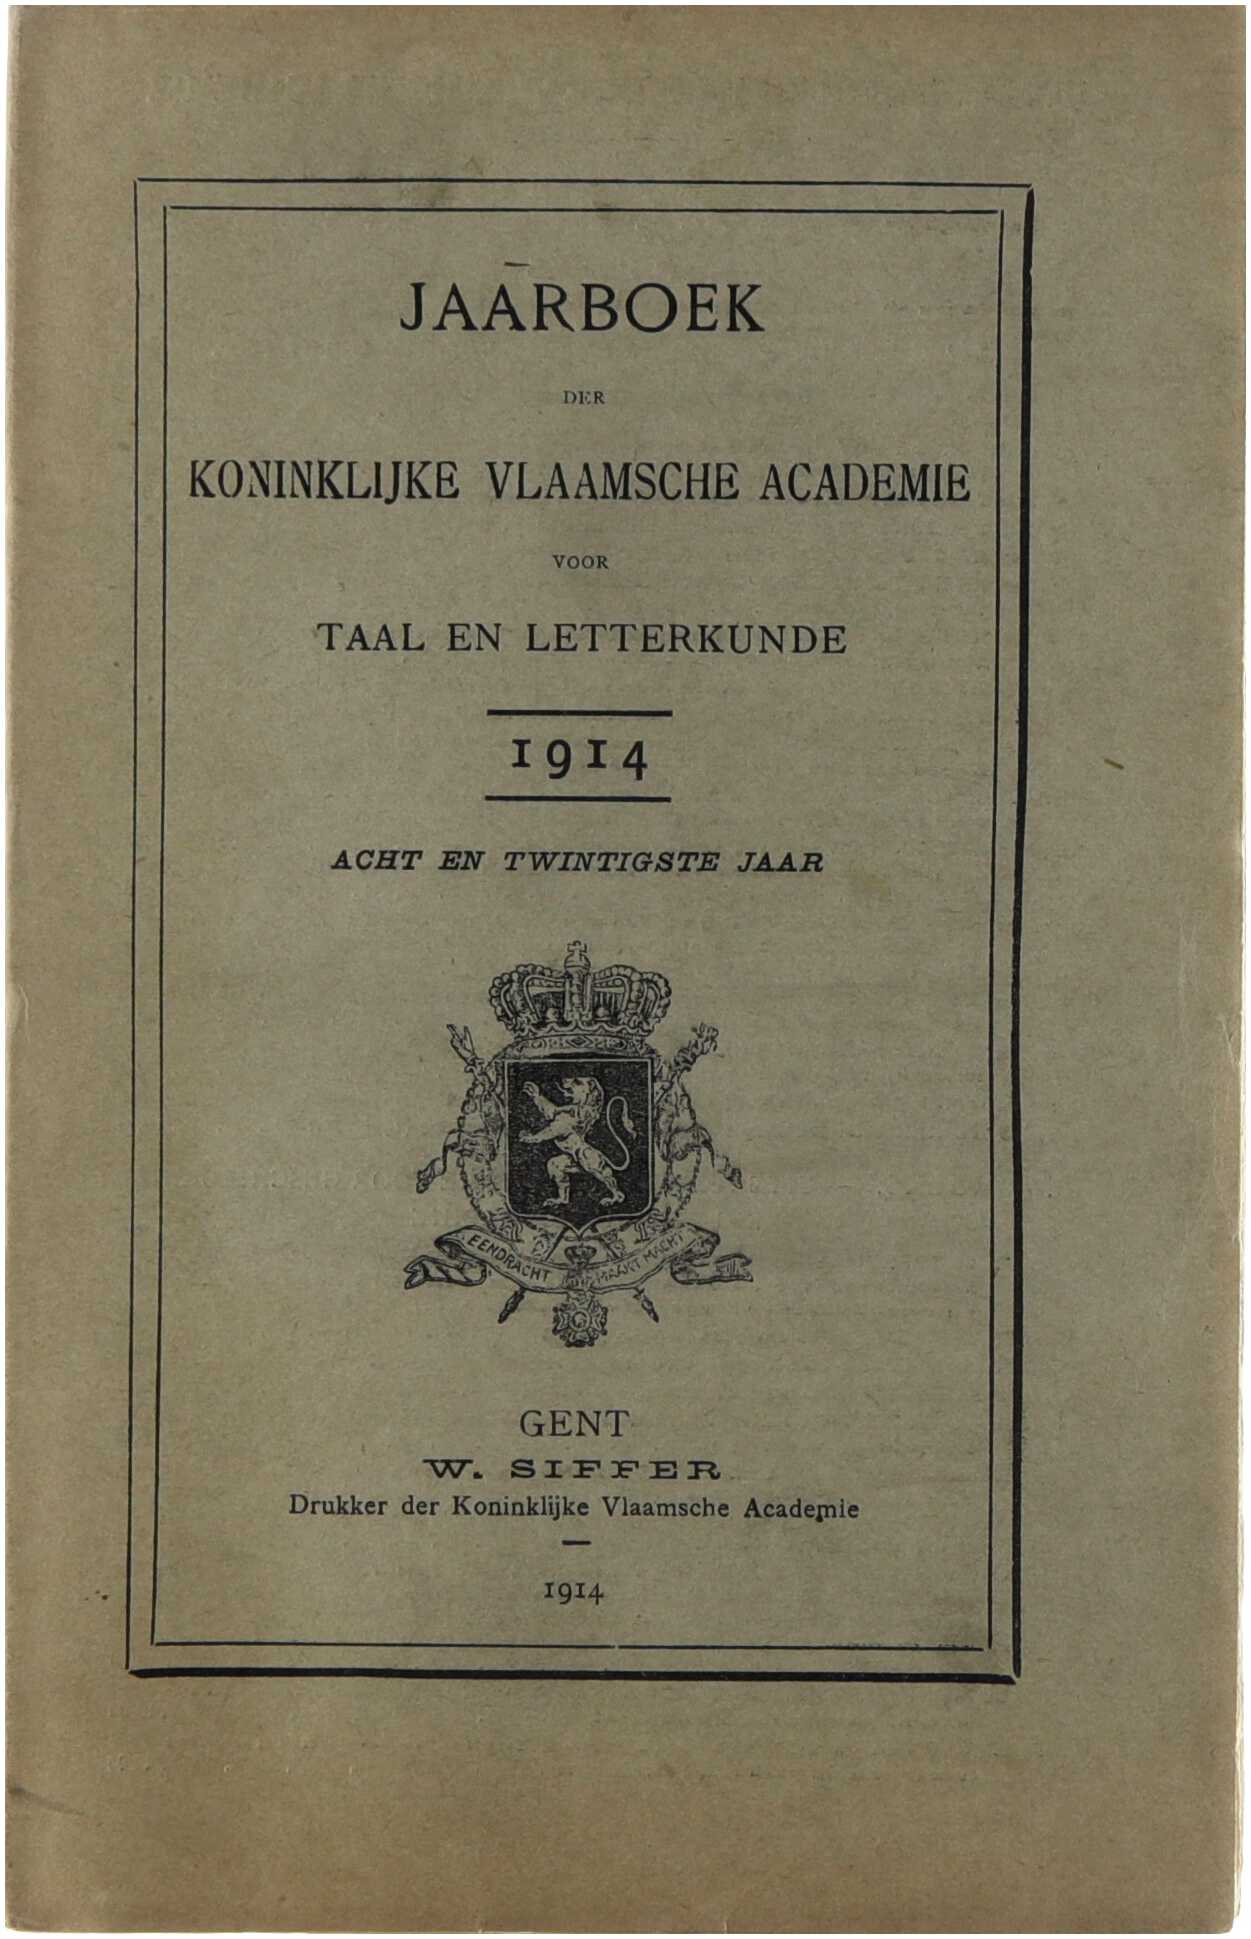 JAARBOEK
DER
KONINKLIJKE VLAAMSCHE ACADEMIE
VOOR
TAAL EN LETTERKUNDE
1914
ACHT EN TWINTIGSTE JAAR
EENDRACHT MAAKT MACHT
GENT
W. SIFFER
Drukker der Koninklijke Vlaamsche Academie
1914